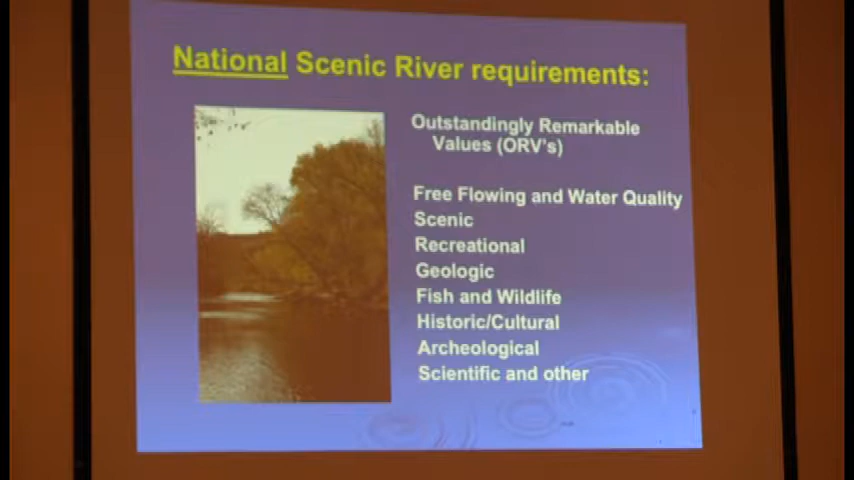 National Scenic River requirements:
Outstandingly Remarkable
Values (ORV's)
Free Flowing and Water Quality
Scenic
Recreational
Geologic
Fish and Wildlife
Historic/Cultural
Archeological
Scientific and other